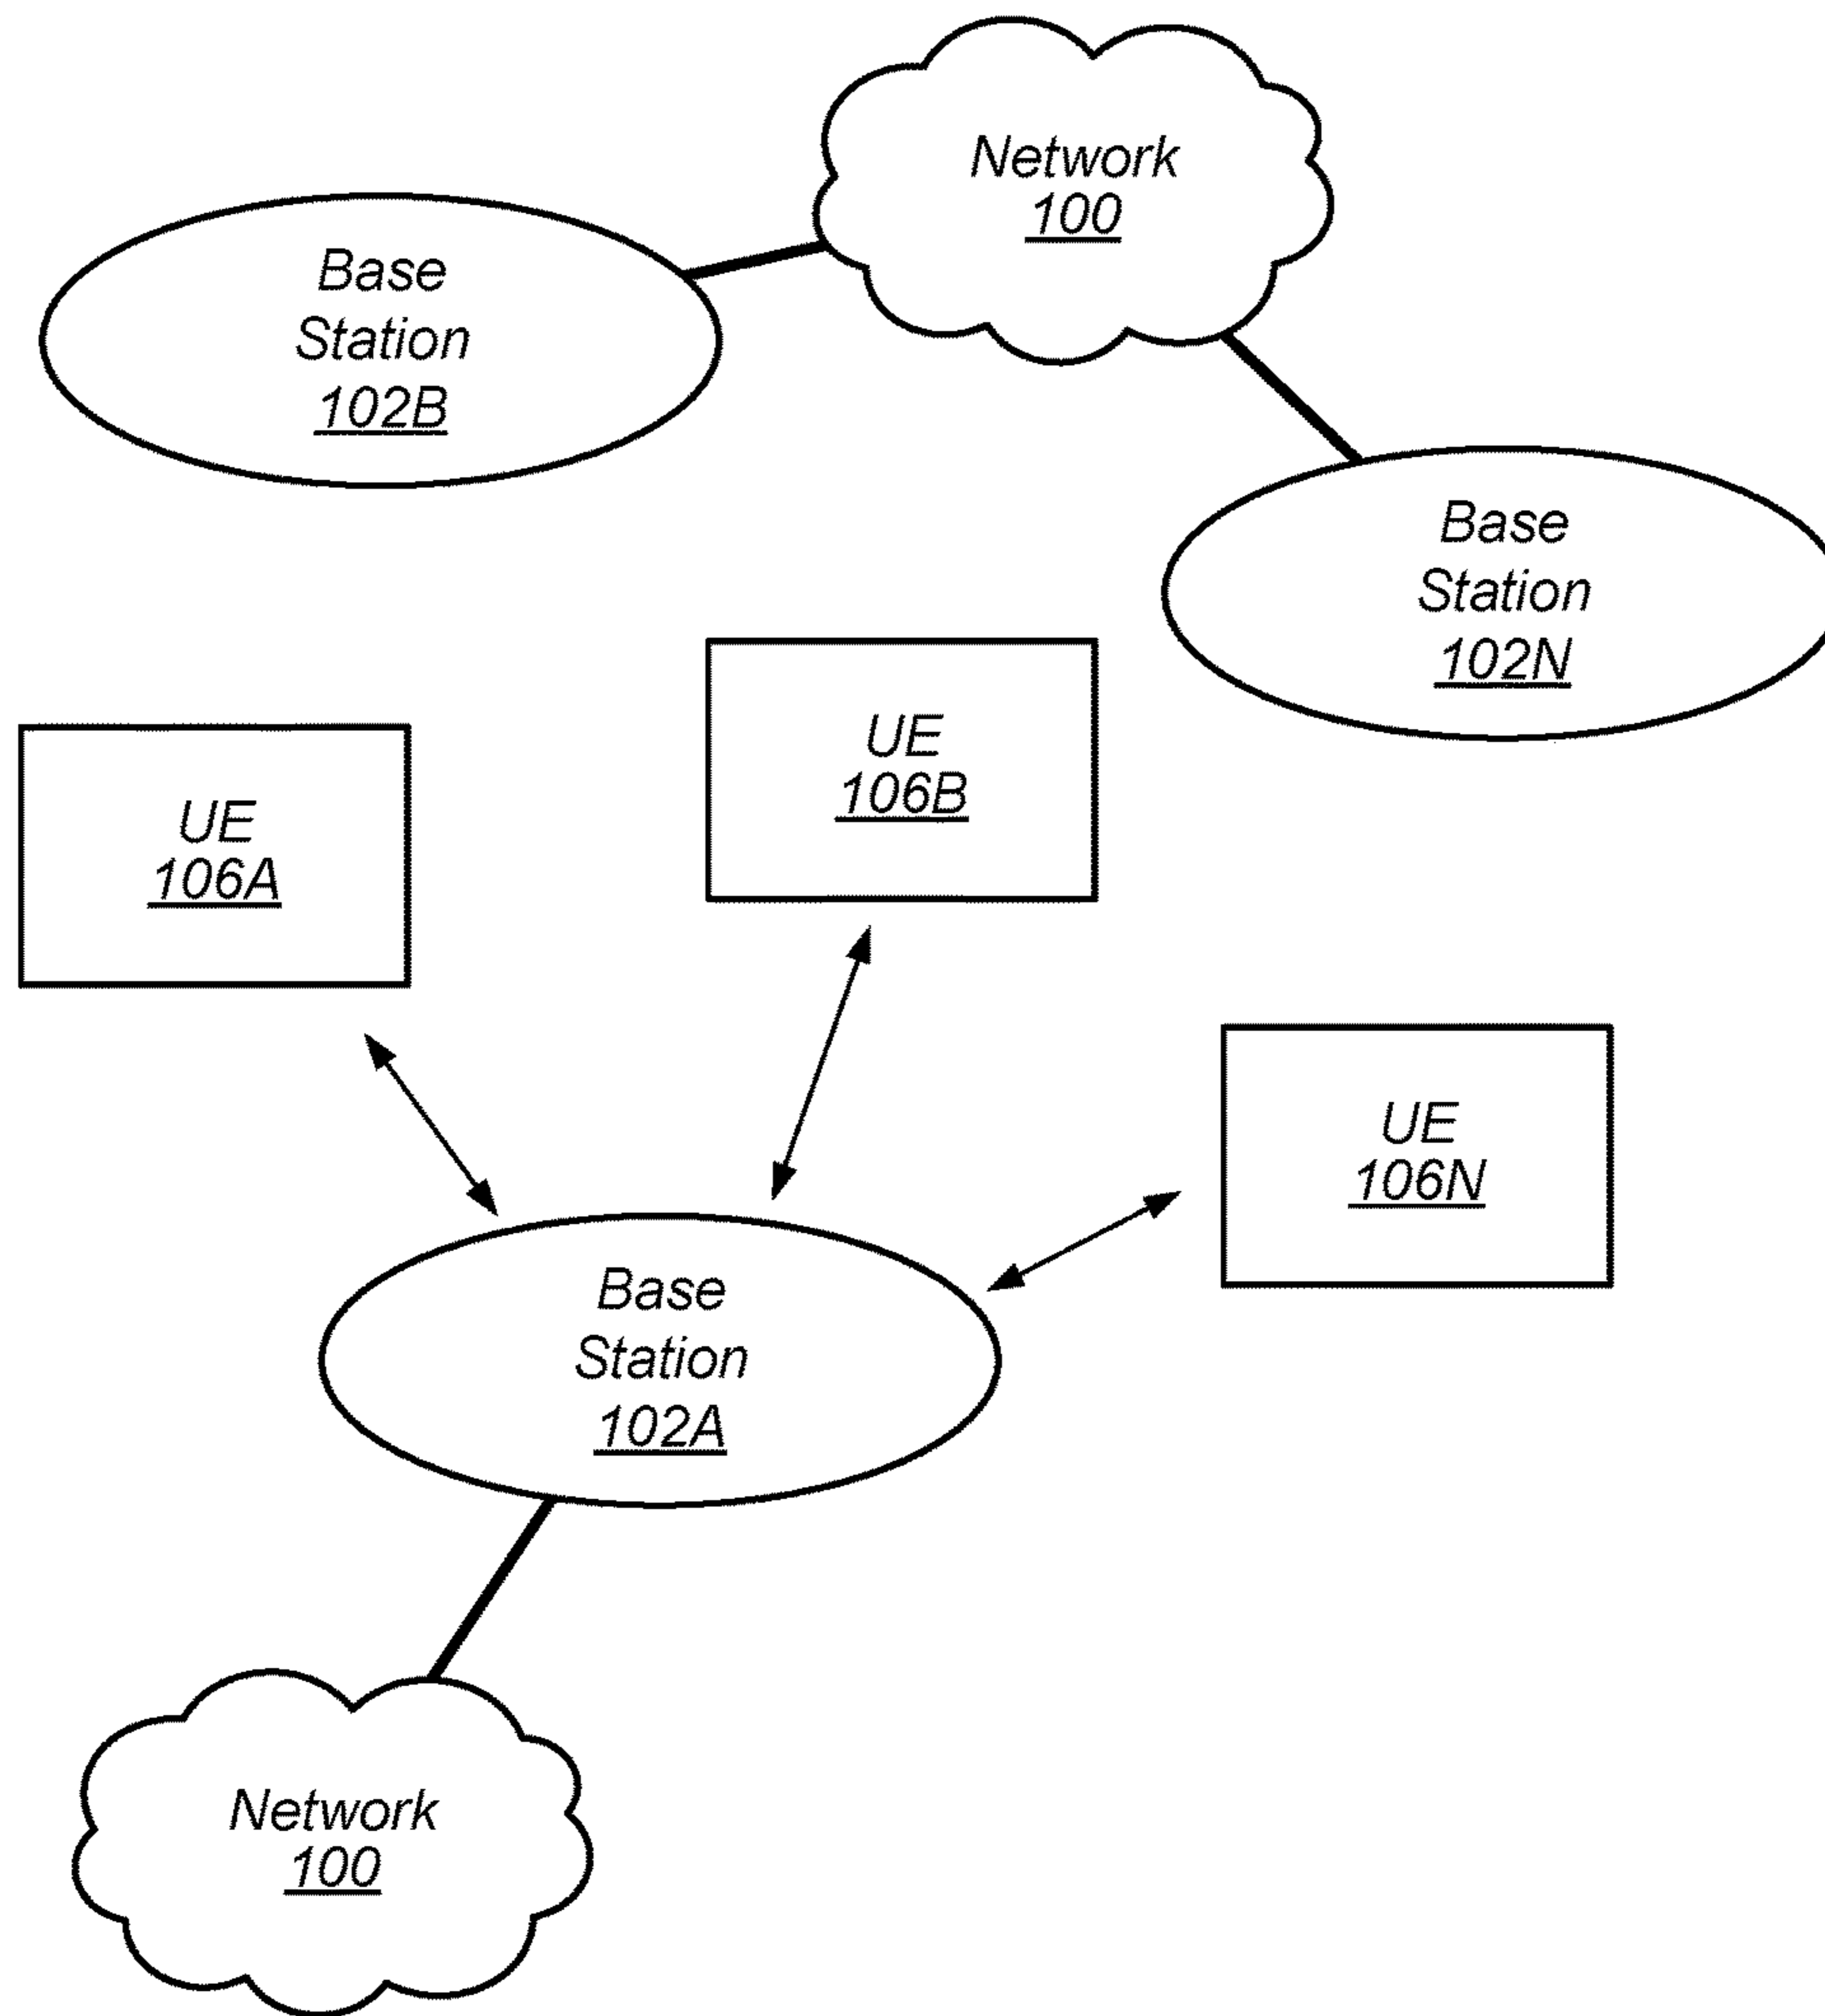 Network
100
Base
Station
102B
Base
Station
102N
UE
106B
UE
106A
UE
106N
Base
Station
102A
Network
100